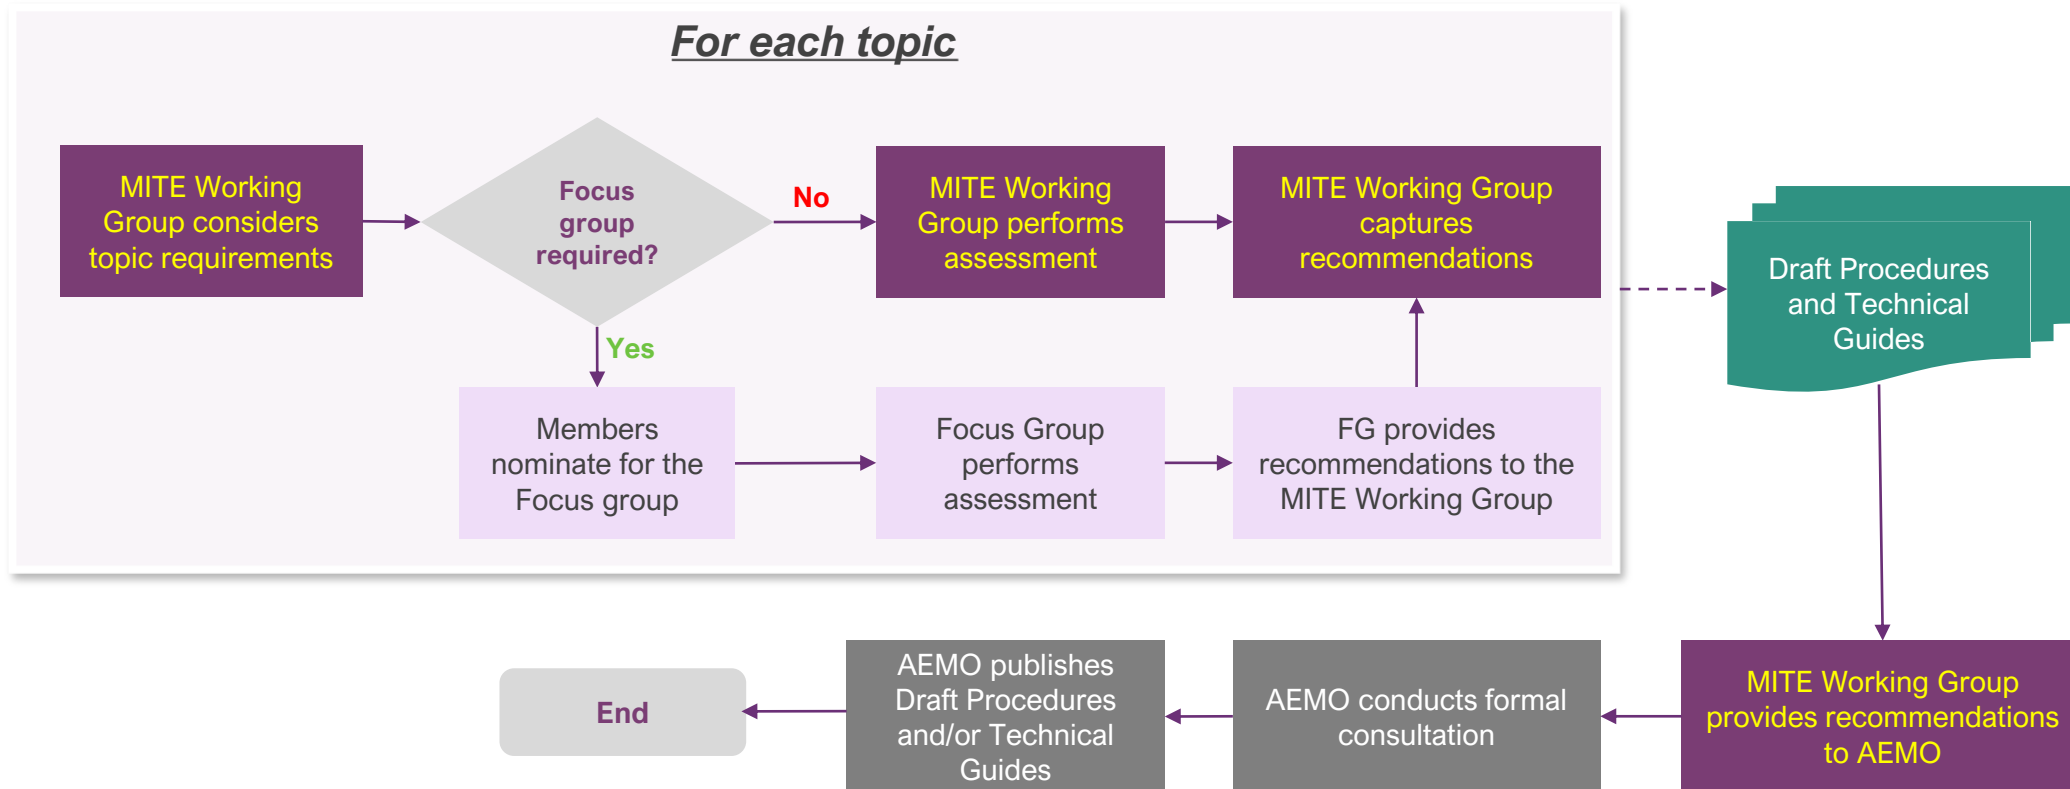 For each topic
MITE Working
Group considers
topic requirements
Focus
group
required?
No
MITE Working
Group performs
assessment
MITE Working Group
captures
recommendations
Yes
Members
nominate for the
Focus group
Focus Group
performs
assessment
FG provides
recommendations to the
MITE Working Group
Draft Procedures
and Technical
Guides
MITE Working Group
provides recommendations
to AEMO
AEMO conducts formal
consultation
AEMO publishes
Draft Procedures
and/or Technical
Guides
End